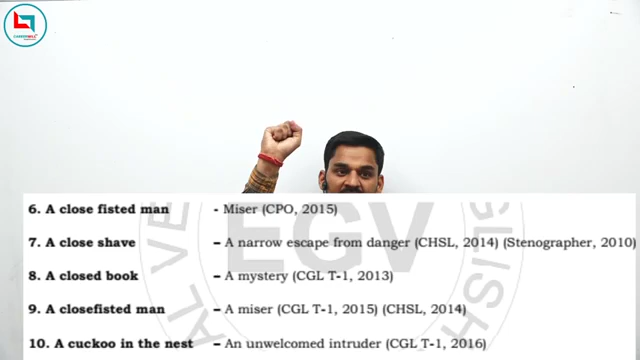 CAREERWILL
6. A close fisted man - Miser (CPO, 2015)
7. A close shave – A narrow escape from danger (CHSL, 2014) (Stenographer, 2010)
8. A closed book – A mystery (CGL T-1, 2013)
9. A closefisted man – A miser (CGL T-1, 2015) (CHSL, 2014)
10. A cuckoo in the nest – An unwelcomed intruder (CGL T-1, 2016)
EGV